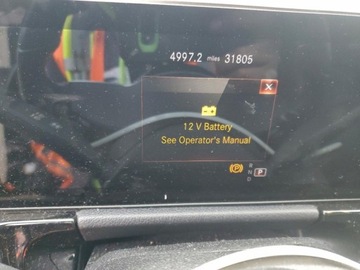 4997.2 miles 31805
12 V Battery
See Operator's Manual
R
N
D
P